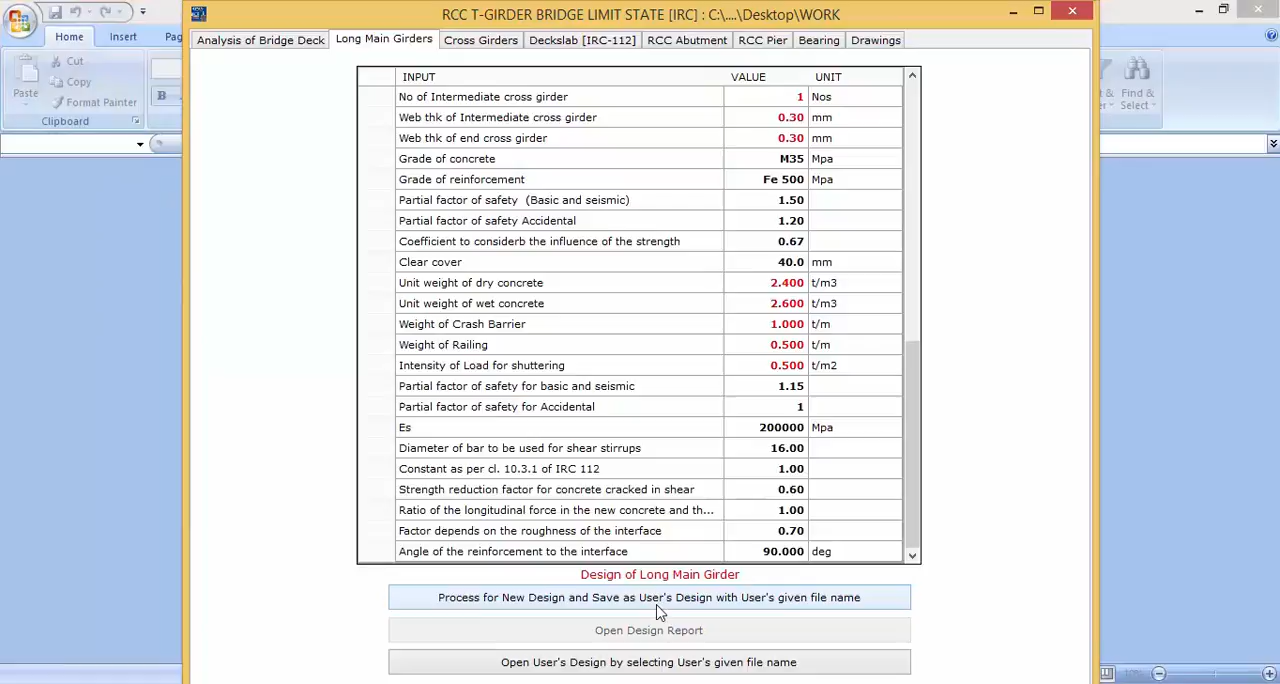 RCC T-GIRDER BRIDGE LIMIT STATE [IRC] : C:\....\Desktop\WORK
Home Insert Pag
Cut
Copy
Format Painter
Paste
B
Clipboard
Find &
Select
& er
Analysis of Bridge Deck Long Main Girders Cross Girders Deckslab [IRC-112] RCC Abutment RCC Pier Bearing Drawings
INPUT VALUE UNIT
No of Intermediate cross girder 1 Nos
Web thk of Intermediate cross girder 0.30 mm
Web thk of end cross girder 0.30 mm
Grade of concrete M35 Mpa
Grade of reinforcement Fe 500 Mpa
Partial factor of safety (Basic and seismic) 1.50
Partial factor of safety Accidental 1.20
Coefficient to considerb the influence of the strength 0.67
Clear cover 40.0 mm
Unit weight of dry concrete 2.400 t/m3
Unit weight of wet concrete 2.600 t/m3
Weight of Crash Barrier 1.000 t/m
Weight of Railing 0.500 t/m
Intensity of Load for shuttering 0.500 t/m2
Partial factor of safety for basic and seismic 1.15
Partial factor of safety for Accidental 1
Es 200000 Mpa
Diameter of bar to be used for shear stirrups 16.00
Constant as per cl. 10.3.1 of IRC 112 1.00
Strength reduction factor for concrete cracked in shear 0.60
Ratio of the longitudinal force in the new concrete and th... 1.00
Factor depends on the roughness of the interface 0.70
Angle of the reinforcement to the interface 90.000 deg
Design of Long Main Girder
Process for New Design and Save as User's Design with User's given file name
Open Design Report
Open User's Design by selecting User's given file name